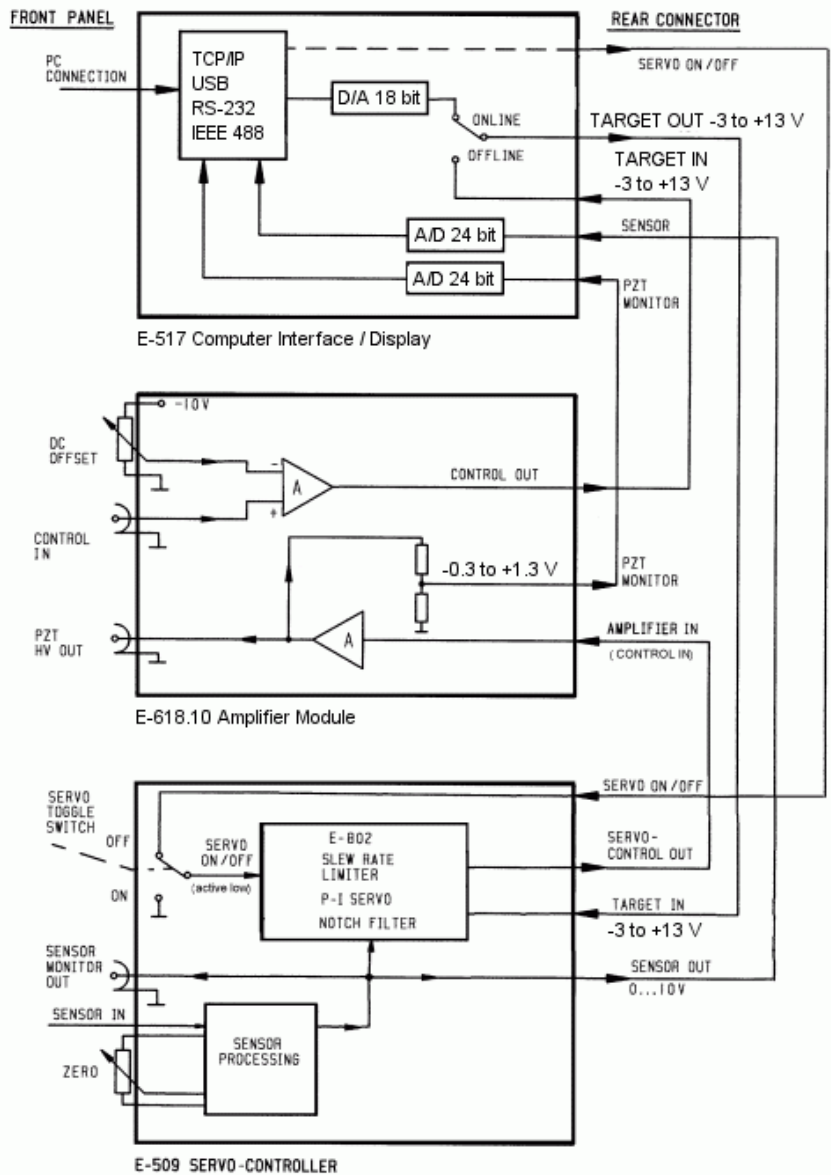 FRONT PANEL
REAR CONNECTOR
PC
CONNECTION
TCP/IP
USB
RS-232
IEEE 488
D/A 18 bit
ONLINE
OFFLINE
SERVO ON/OFF
TARGET OUT -3 to +13 V
TARGET IN
-3 to +13 V
A/D 24 bit
SENSOR
A/D 24 bit
PZT
MONITOR
E-517 Computer Interface / Display
-10V
DC
OFFSET
-
A
+
CONTROL OUT
CONTROL
IN
-0.3 to +1.3 V
PZT
MONITOR
PZT
HV OUT
A
AMPLIFIER IN
(CONTROL IN)
E-618.10 Amplifier Module
SERVO
TOGGLE
SWITCH
OFF
ON
SERVO
ON/OFF
(active low)
E-802
SLEW RATE
LIMITER
P-I SERVO
NOTCH FILTER
SERVO ON/OFF
SERVO-
CONTROL OUT
TARGET IN
-3 to +13 V
SENSOR
MONITOR
OUT
SENSOR OUT
0...10V
SENSOR IN
SENSOR
PROCESSING
ZERO
E-509 SERVO-CONTROLLER